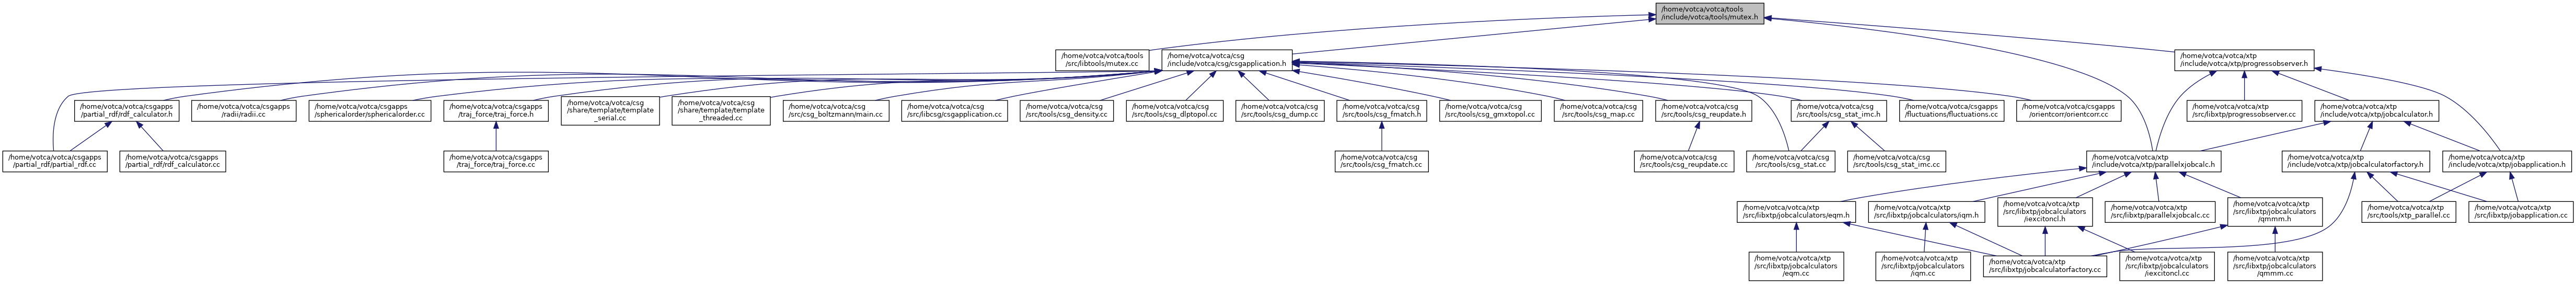 /home/votca/votca/tools
/include/votca/tools/mutex.h
/home/votca/votca/tools
/src/libtools/mutex.cc
/home/votca/votca/csg
/include/votca/csg/csgapplication.h
/home/votca/votca/xtp
/include/votca/xtp/progressobserver.h
/home/votca/votca/csgapps
/partial_rdf/rdf_calculator.h
/home/votca/votca/csgapps
/radii/radii.cc
/home/votca/votca/csgapps
/sphericalorder/sphericalorder.cc
/home/votca/votca/csgapps
/traj_force/traj_force.h
/home/votca/votca/csg
/share/template/template
_serial.cc
/home/votca/votca/csg
/share/template/template
_threaded.cc
/home/votca/votca/csg
/src/csg_boltzmann/main.cc
/home/votca/votca/csg
/src/libcsg/csgapplication.cc
/home/votca/votca/csg
/src/tools/csg_density.cc
/home/votca/votca/csg
/src/tools/csg_dlptopol.cc
/home/votca/votca/csg
/src/tools/csg_dump.cc
/home/votca/votca/csg
/src/tools/csg_fmatch.h
/home/votca/votca/csg
/src/tools/csg_gmxtopol.cc
/home/votca/votca/csg
/src/tools/csg_map.cc
/home/votca/votca/csg
/src/tools/csg_reupdate.h
/home/votca/votca/csg
/src/tools/csg_stat_imc.h
/home/votca/votca/csgapps
/fluctuations/fluctuations.cc
/home/votca/votca/csgapps
/orientcorr/orientcorr.cc
/home/votca/votca/xtp
/src/libxtp/progressobserver.cc
/home/votca/votca/xtp
/include/votca/xtp/jobcalculator.h
/home/votca/votca/csgapps
/partial_rdf/partial_rdf.cc
/home/votca/votca/csgapps
/partial_rdf/rdf_calculator.cc
/home/votca/votca/csgapps
/traj_force/traj_force.cc
/home/votca/votca/csg
/src/tools/csg_fmatch.cc
/home/votca/votca/csg
/src/tools/csg_reupdate.cc
/home/votca/votca/csg
/src/tools/csg_stat.cc
/home/votca/votca/csg
/src/tools/csg_stat_imc.cc
/home/votca/votca/xtp
/include/votca/xtp/parallelxjobcalc.h
/home/votca/votca/xtp
/include/votca/xtp/jobcalculatorfactory.h
/home/votca/votca/xtp
/include/votca/xtp/jobapplication.h
/home/votca/votca/xtp
/src/libxtp/jobcalculators/eqm.h
/home/votca/votca/xtp
/src/libxtp/jobcalculators/iqm.h
/home/votca/votca/xtp
/src/libxtp/jobcalculators
/iexcitoncl.h
/home/votca/votca/xtp
/src/libxtp/parallelxjobcalc.cc
/home/votca/votca/xtp
/src/libxtp/jobcalculators
/qmmm.h
/home/votca/votca/xtp
/src/tools/xtp_parallel.cc
/home/votca/votca/xtp
/src/libxtp/jobapplication.cc
/home/votca/votca/xtp
/src/libxtp/jobcalculators
/eqm.cc
/home/votca/votca/xtp
/src/libxtp/jobcalculators
/iqm.cc
/home/votca/votca/xtp
/src/libxtp/jobcalculatorfactory.cc
/home/votca/votca/xtp
/src/libxtp/jobcalculators
/iexcitoncl.cc
/home/votca/votca/xtp
/src/libxtp/jobcalculators
/qmmm.cc